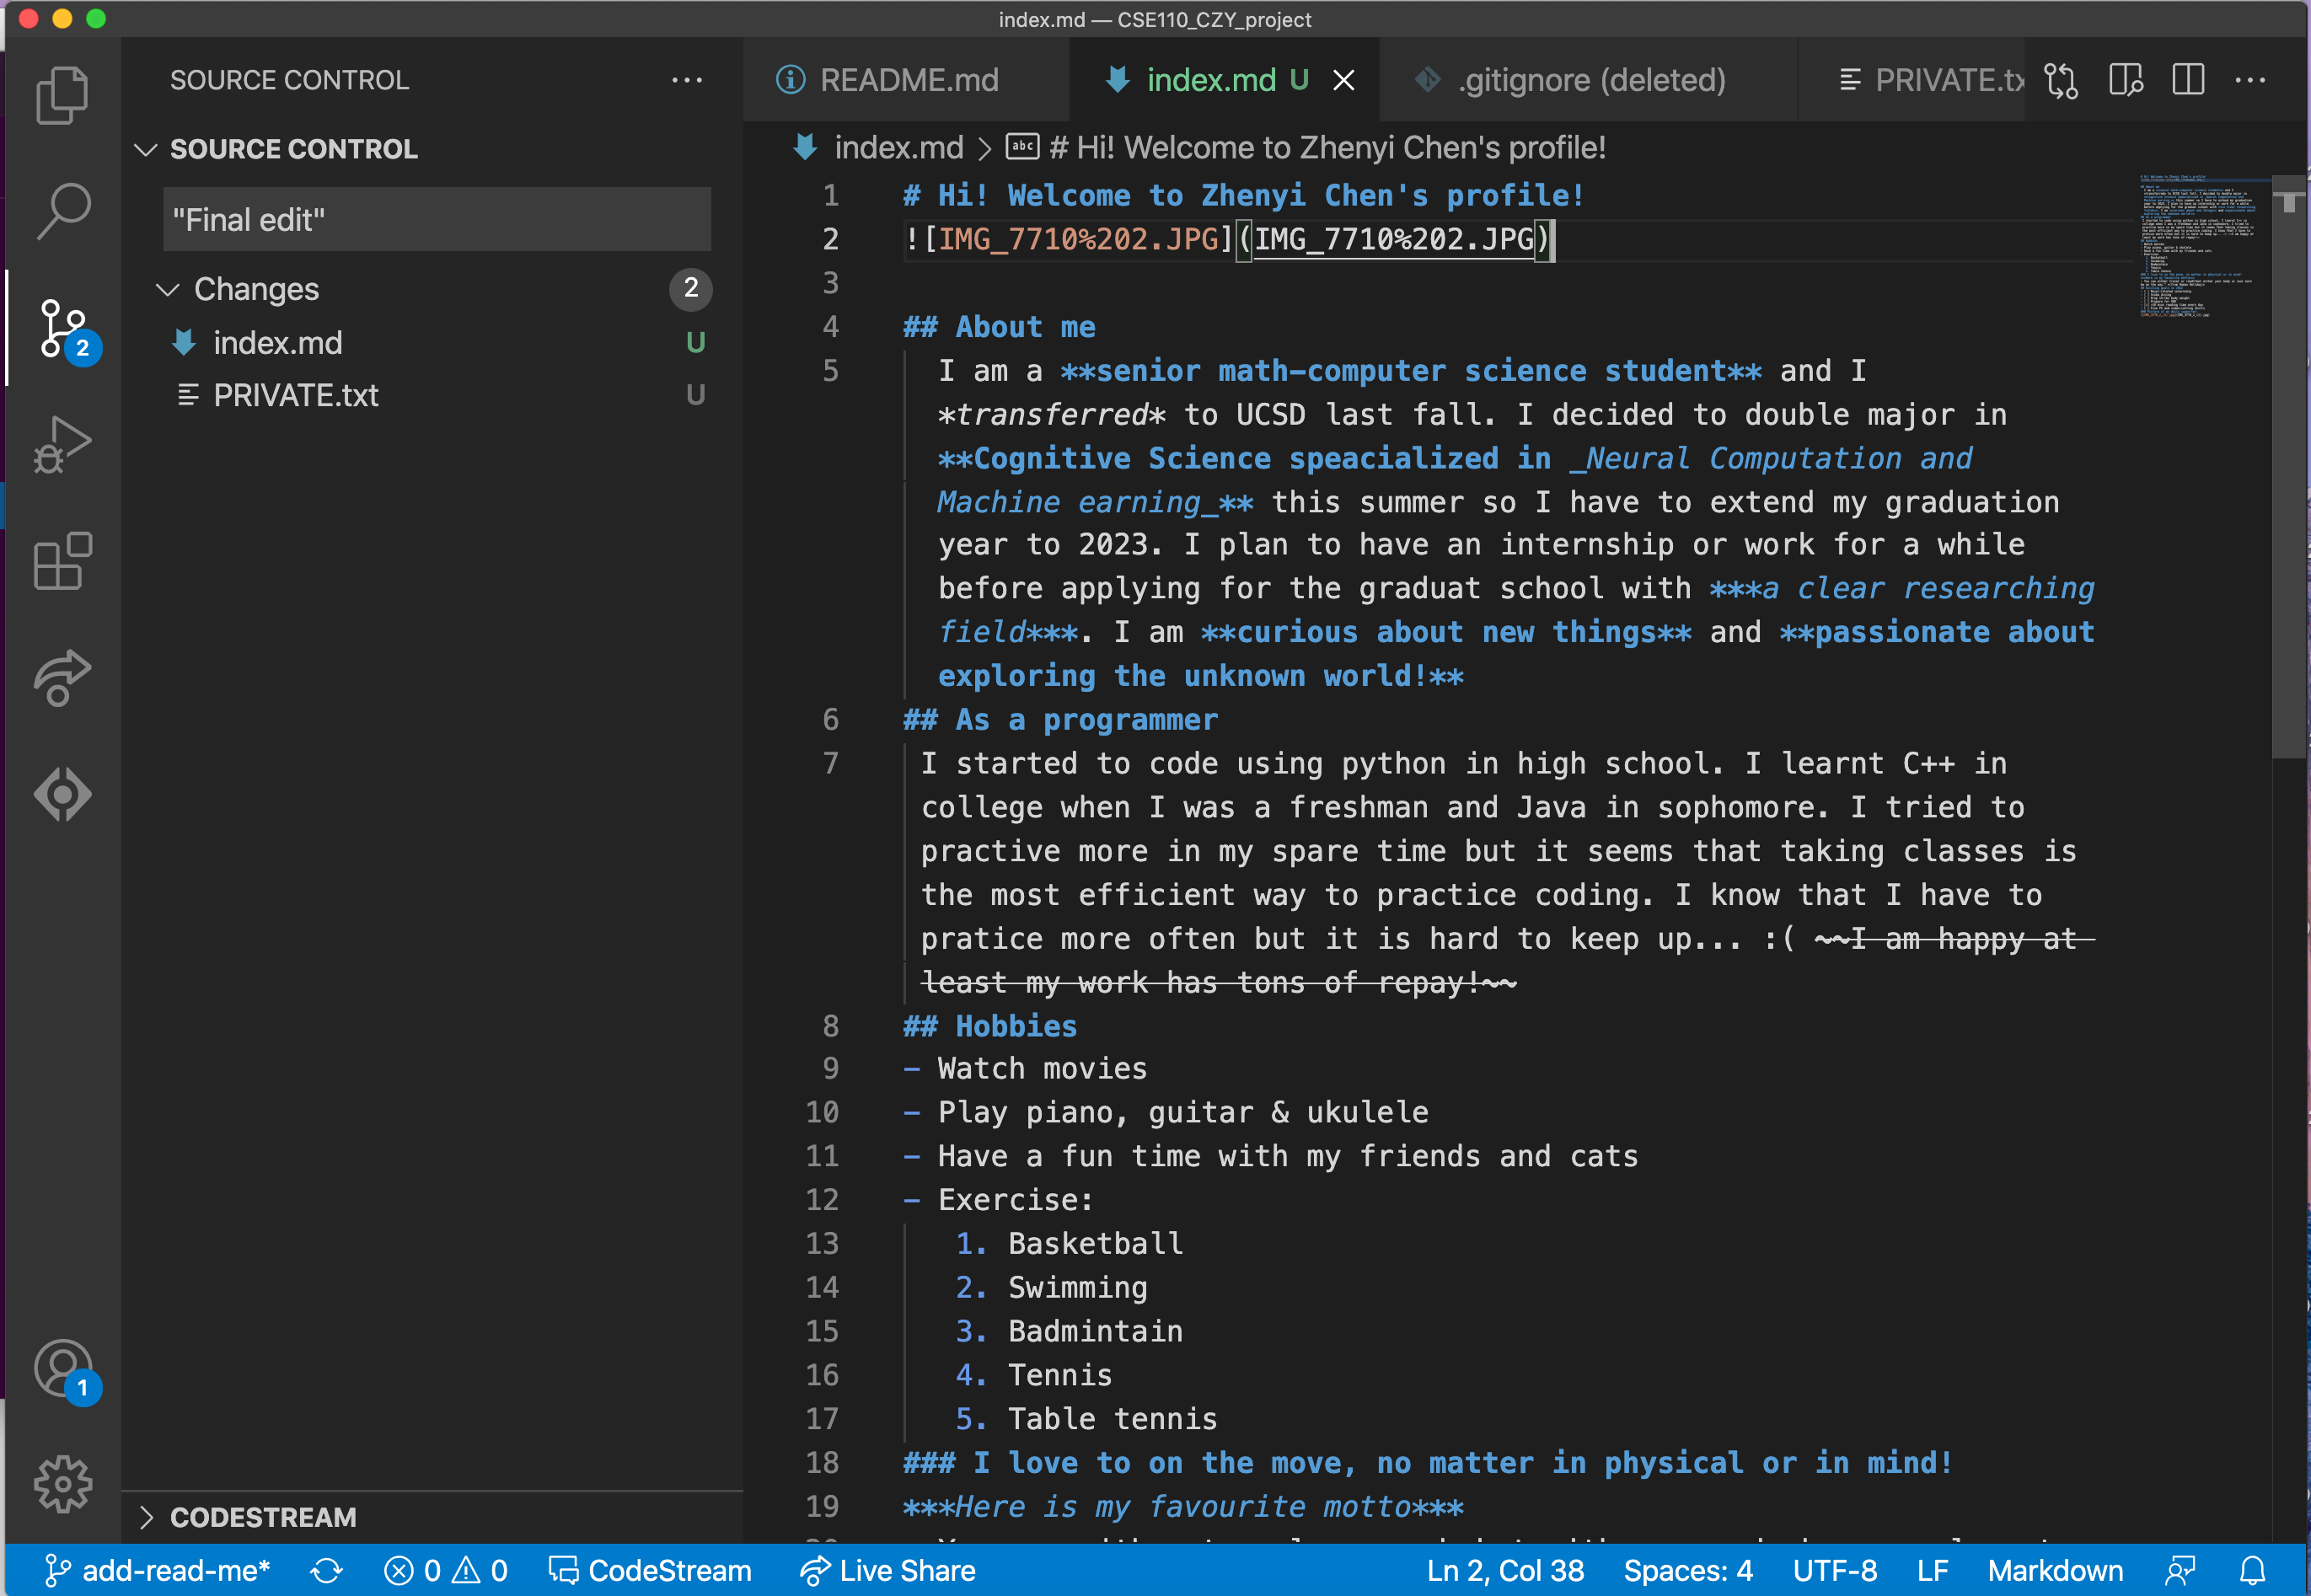 index.md — CSE110_CZY_project
SOURCE CONTROL
README.md
index.md U
.gitignore (deleted)
PRIVATE.tx
SOURCE CONTROL
index.md > # Hi! Welcome to Zhenyi Chen's profile!
"Final edit"
Changes 2
index.md U
PRIVATE.txt U
2
1
1 # Hi! Welcome to Zhenyi Chen's profile!
2 ![IMG_7710%202.JPG](IMG_7710%202.JPG)
3
4 ## About me
5 I am a **senior math-computer science student** and I
*transferred* to UCSD last fall. I decided to double major in
**Cognitive Science speacialized in _Neural Computation and
Machine earning_** this summer so I have to extend my graduation
year to 2023. I plan to have an internship or work for a while
before applying for the graduat school with ***a clear researching
field***. I am **curious about new things** and **passionate about
exploring the unknown world!**
6 ## As a programmer
7 I started to code using python in high school. I learnt C++ in
college when I was a freshman and Java in sophomore. I tried to
practive more in my spare time but it seems that taking classes is
the most efficient way to practice coding. I know that I have to
pratice more often but it is hard to keep up... :( ~~I am happy at
least my work has tons of repay!~~
8 ## Hobbies
9 - Watch movies
10 - Play piano, guitar & ukulele
11 - Have a fun time with my friends and cats
12 - Exercise:
13 1. Basketball
14 2. Swimming
15 3. Badmintain
16 4. Tennis
17 5. Table tennis
18 ### I love to on the move, no matter in physical or in mind!
19 ***Here is my favourite motto***
CODESTREAM
add-read-me* 0 0 CodeStream Live Share Ln 2, Col 38 Spaces: 4 UTF-8 LF Markdown